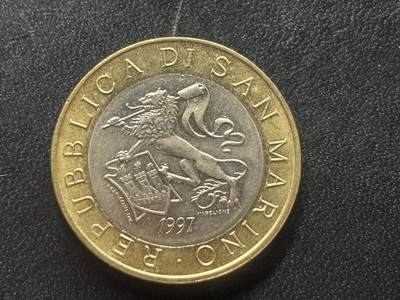 REPUBBLICA DI SAN MARINO
1997